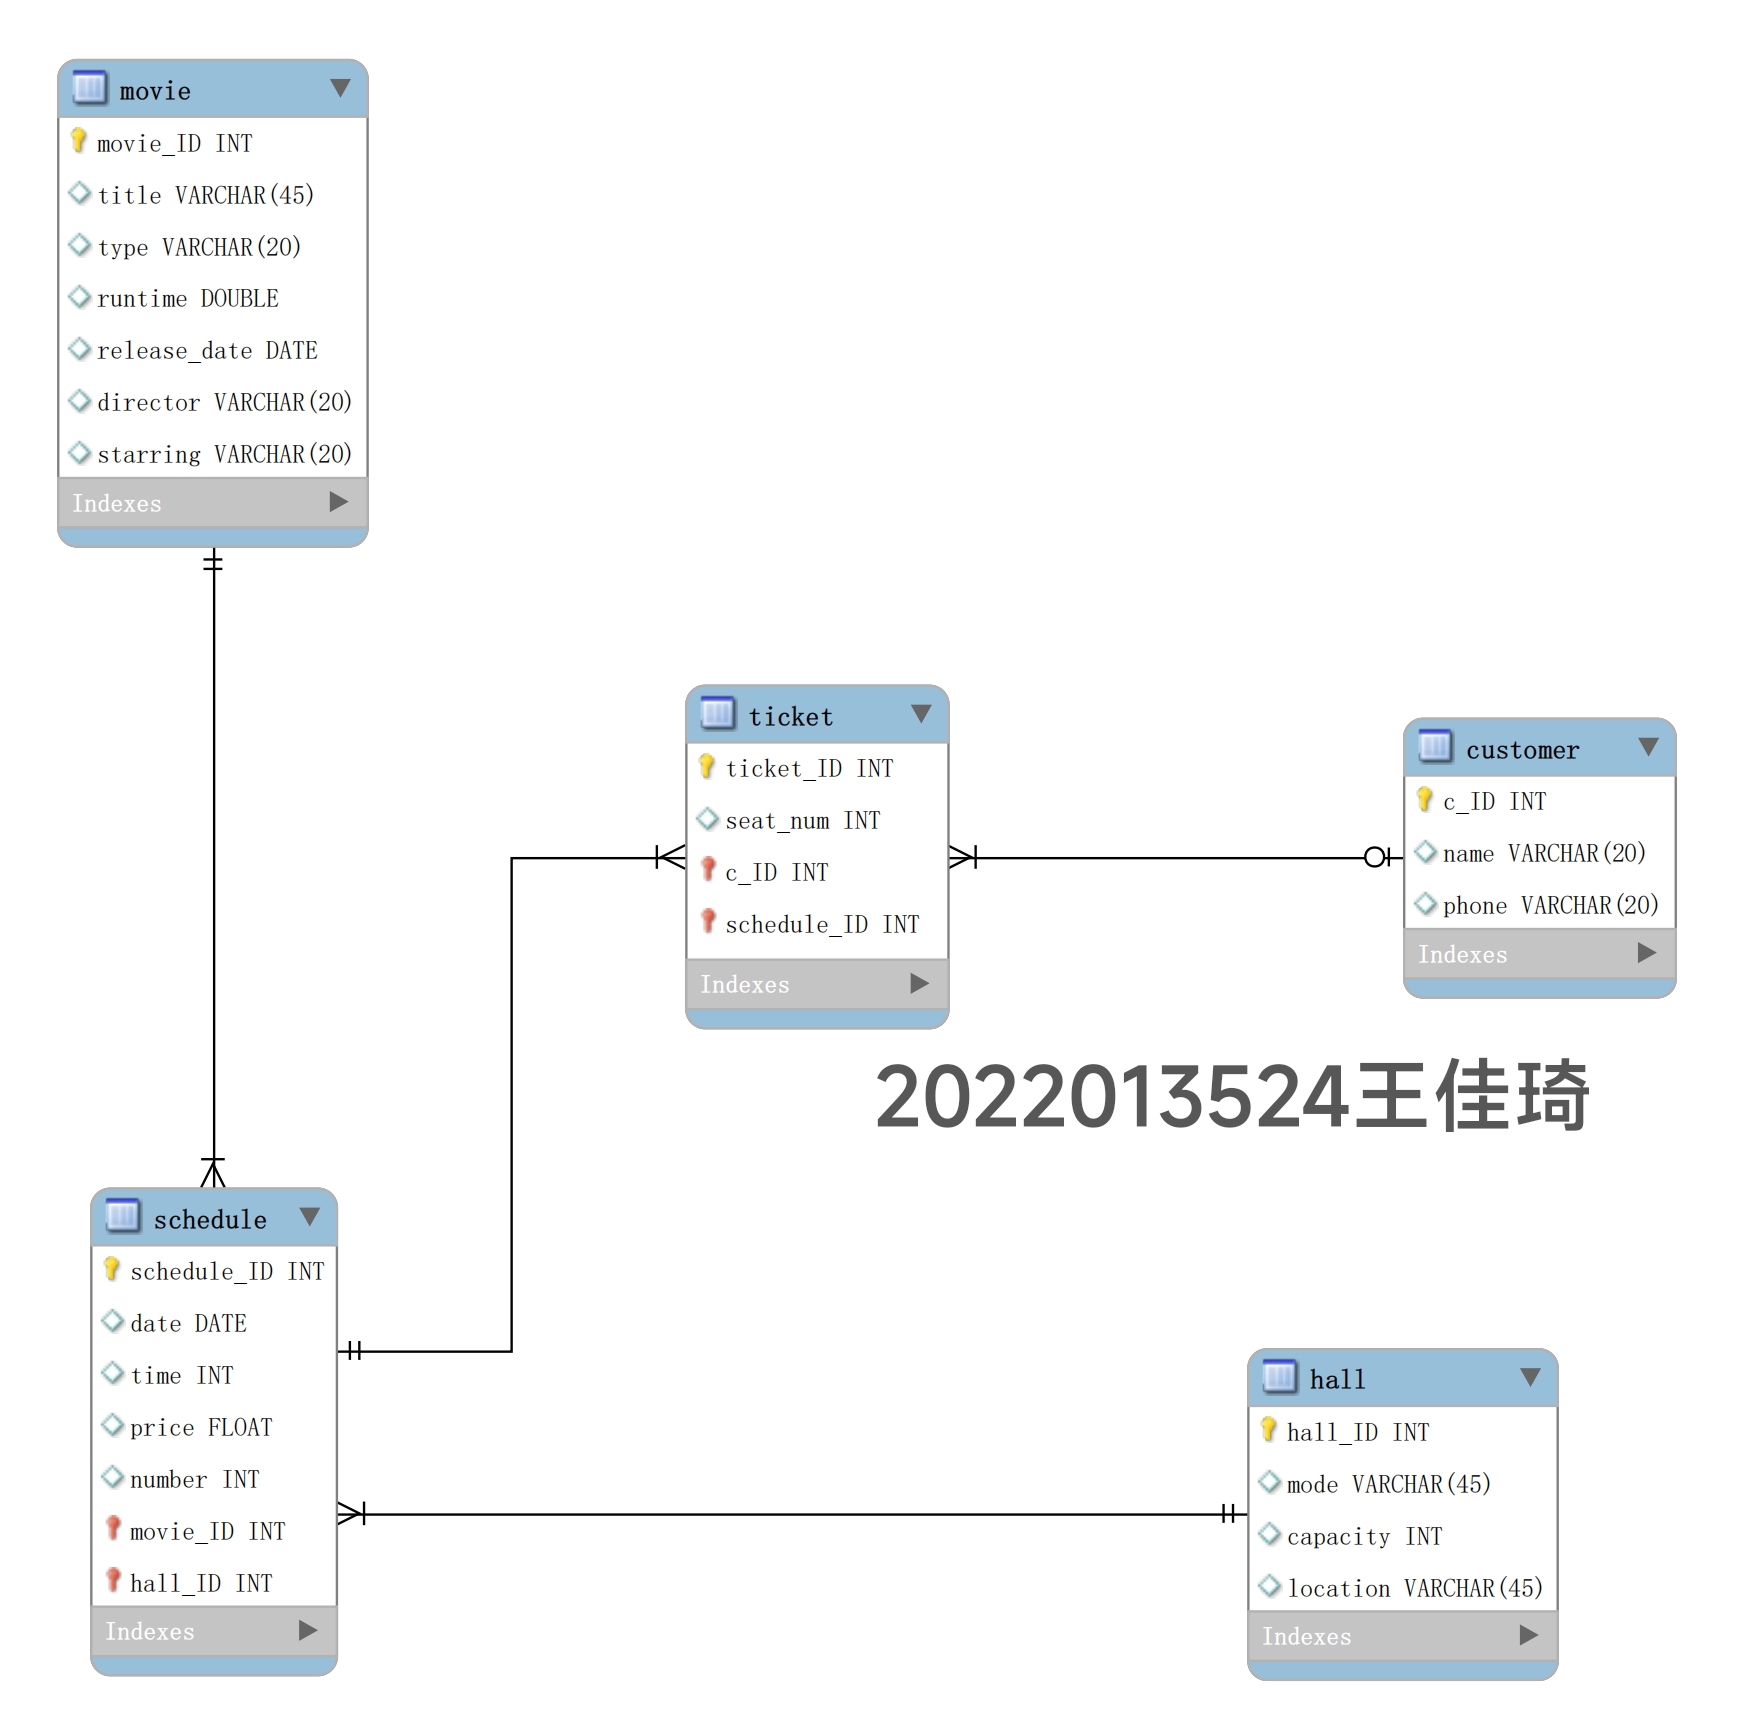 movie
movie_ID INT
title VARCHAR(45)
type VARCHAR(20)
runtime DOUBLE
release_date DATE
director VARCHAR(20)
starring VARCHAR(20)
Indexes
ticket
ticket_ID INT
seat_num INT
c_ID INT
schedule_ID INT
Indexes
customer
c_ID INT
name VARCHAR(20)
phone VARCHAR(20)
Indexes
2022013524王佳琦
schedule
schedule_ID INT
date DATE
time INT
price FLOAT
number INT
movie_ID INT
hall_ID INT
Indexes
hall
hall_ID INT
mode VARCHAR(45)
capacity INT
location VARCHAR(45)
Indexes